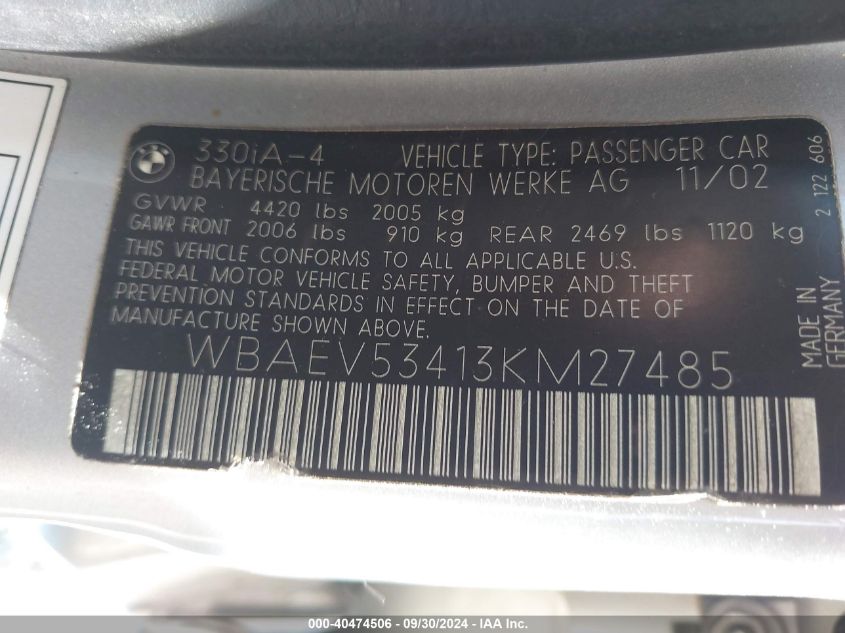 330iA-4 VEHICLE TYPE: PASSENGER CAR
BAYERISCHE MOTOREN WERKE AG 11/02
GVWR 4420 lbs 2005 kg
GAWR FRONT 2006 lbs 910 kg REAR 2469 lbs 1120 kg
THIS VEHICLE CONFORMS TO ALL APPLICABLE U.S.
FEDERAL MOTOR VEHICLE SAFETY, BUMPER AND THEFT
PREVENTION STANDARDS IN EFFECT ON THE DATE OF
MANUFACTURE SHOWN ABOVE.
WBAEV53413KM27485
2 122 606
MADE IN
GERMANY
000-40474506 - 09/30/2024 - IAA Inc.